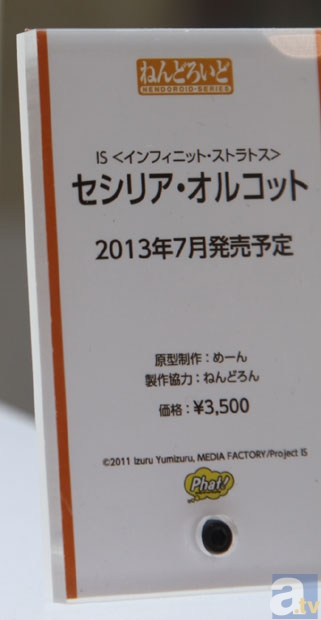 ねんどろいど
NENDOROID-SERIES
IS <インフィニット・ストラトス>
セシリア・オルコット
2013年7月発売予定
原型制作：めーん
製作協力：ねんどろん
価格：¥3,500
©2011 Izuru Yumizuru, MEDIA FACTORY/Project IS
Phat!
a.tv